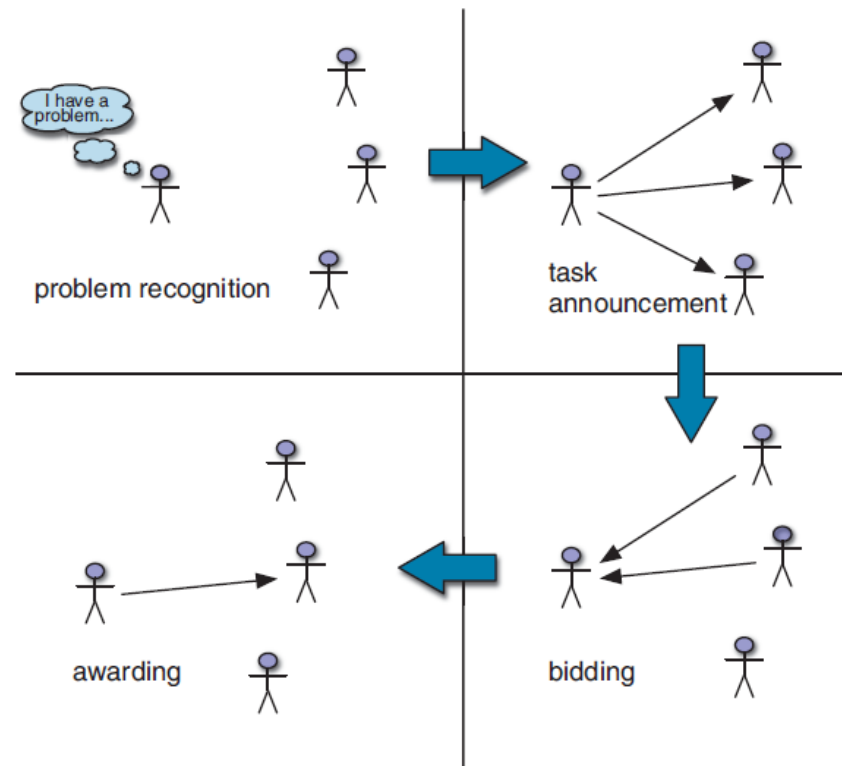 I have a
problem...
problem recognition
task
announcement
awarding
bidding